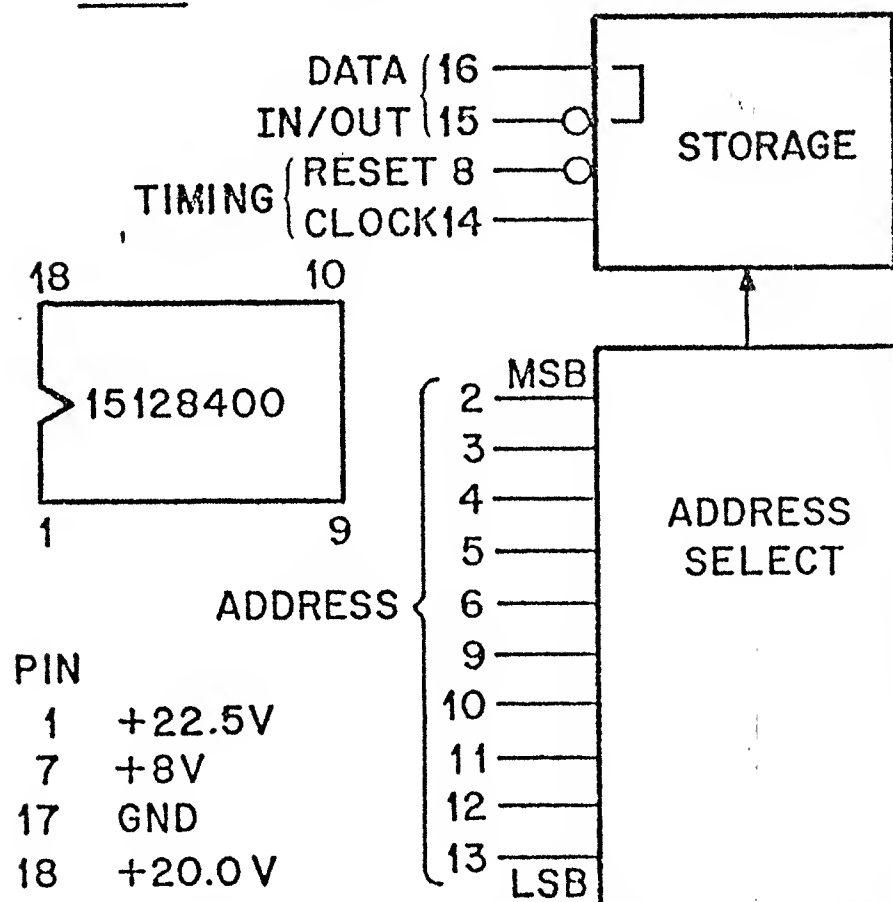 DATA 16
IN/OUT 15
STORAGE
TIMING
RESET 8
CLOCK 14
18 10
15128400
1 9
MSB
2
3
4
5
6
9
10
11
12
13
LSB
ADDRESS
ADDRESS
SELECT
PIN
1 +22.5V
7 +8V
17 GND
18 +20.0V